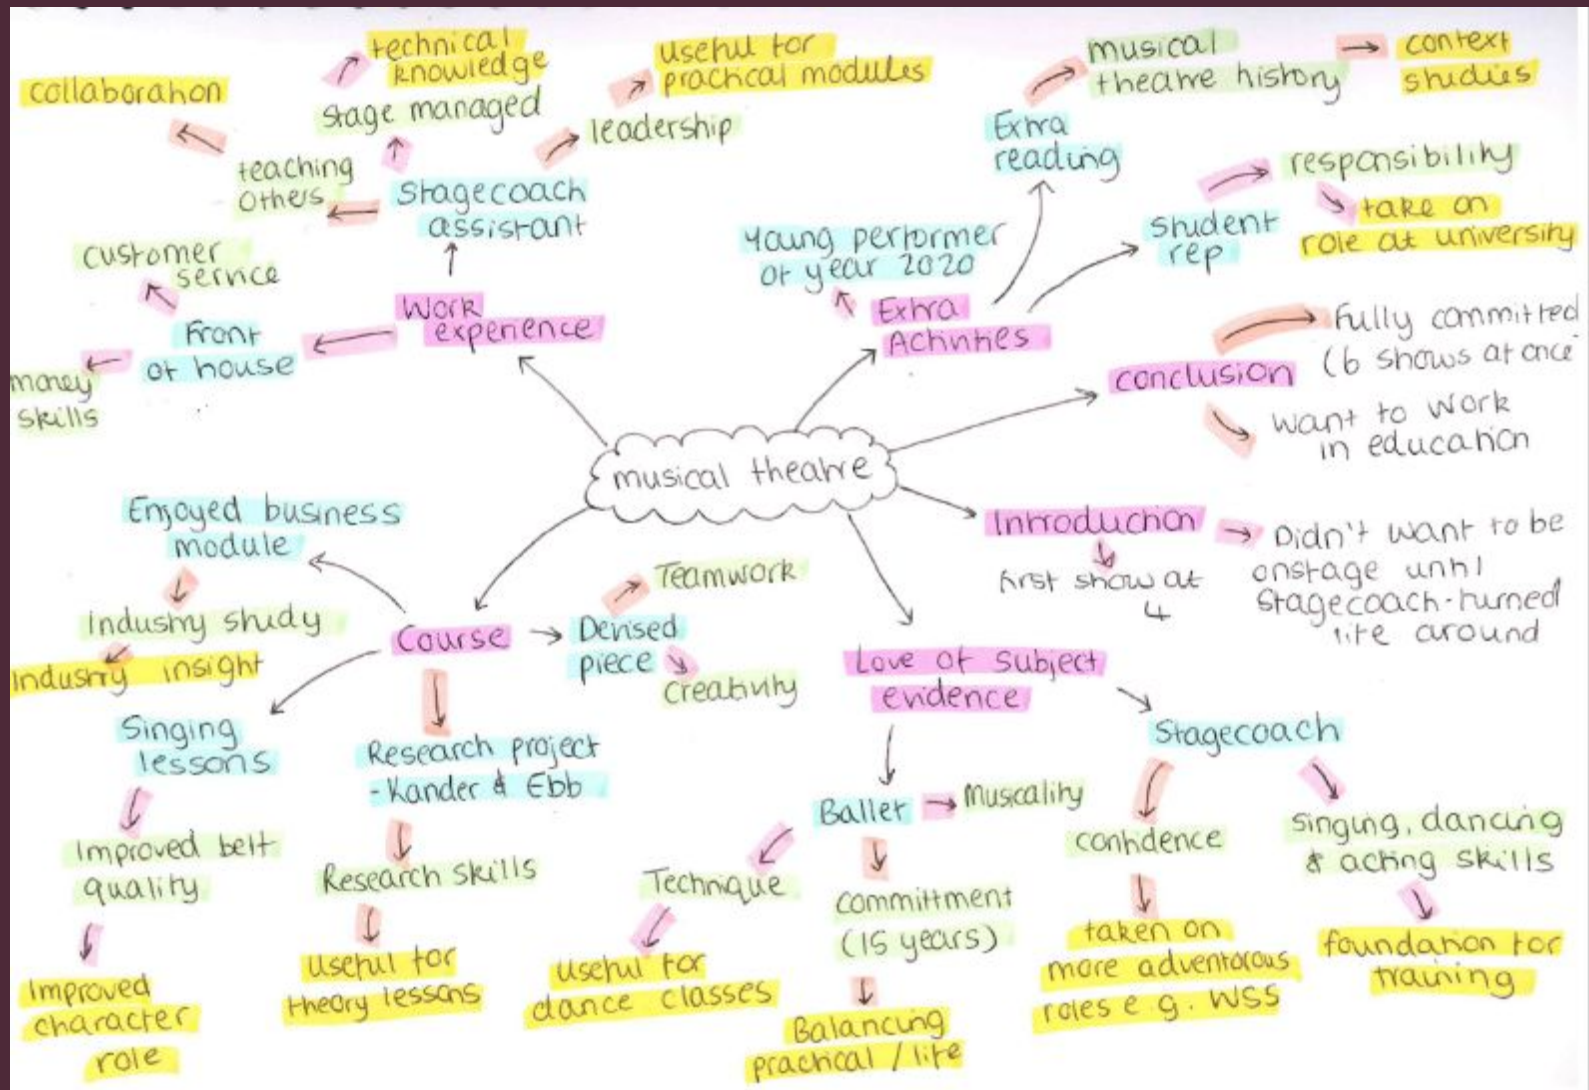 collaboration
technical
knowledge
stage managed
useful for
practical modules
leadership
teaching
others
Stagecoach
assistant
customer
service
Front
of house
money
skills
Work
experience
musical
theatre history
context
studies
Extra
reading
responsibility
take on
role at university
student
rep
Young performer
of year 2020
Extra
Activities
conclusion
Fully committed
(6 shows at once
Want to work
in education
musical theatre
Introduction
first show at
4
Didn't want to be
onstage until
Stagecoach-turned
life around
Enjoyed business
module
Industry study
Industry insight
Course
Teamwork
Devised
piece
Creativity
Singing
lessons
Improved belt
quality
Improved
character
role
Research project
- Kander & Ebb
Research skills
useful for
theory lessons
Love of subject
evidence
Ballet
Musicality
Technique
useful for
dance classes
committment
(15 years)
Balancing
practical / life
Stagecoach
confidence
taken on
more adventorous
roles e.g. WSS
singing, dancing
& acting skills
foundation for
training